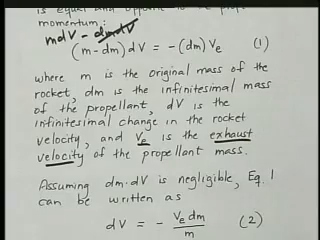 is equal and opposite to the
momentum:
mdV - dmdV
(m-dm)dV = -(dm)Ve (1)
where m is the original mass of the
rocket, dm is the infinitesimal mass
of the propellant, dV is the
infinitesimal change in the rocket
velocity, and Ve is the exhaust
velocity of the propellant mass.
Assuming dm·dV is negligible, Eq. 1
can be written as
dV = - Ve dm / m (2)